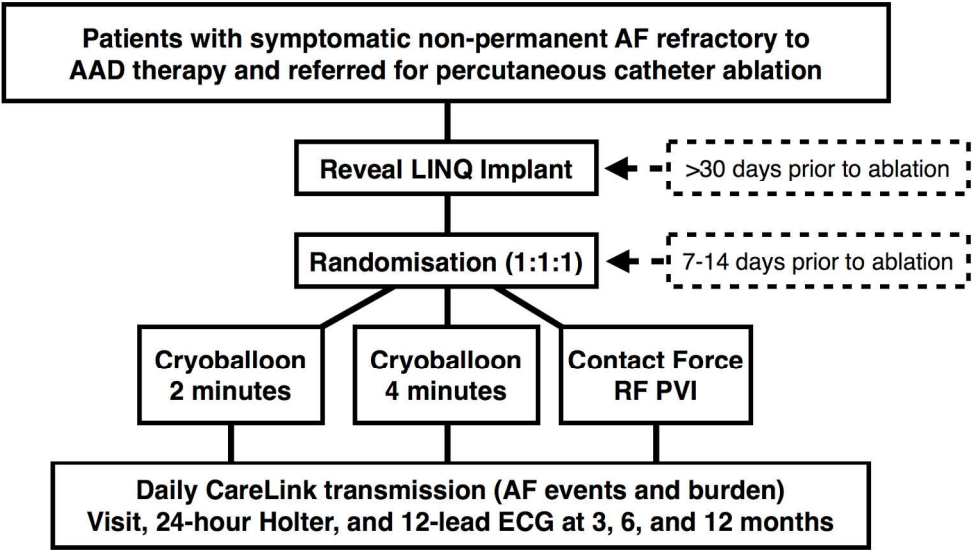 Patients with symptomatic non-permanent AF refractory to
AAD therapy and referred for percutaneous catheter ablation
Reveal LINQ Implant
>30 days prior to ablation
Randomisation (1:1:1)
7-14 days prior to ablation
Cryoballoon
2 minutes
Cryoballoon
4 minutes
Contact Force
RF PVI
Daily CareLink transmission (AF events and burden)
Visit, 24-hour Holter, and 12-lead ECG at 3, 6, and 12 months